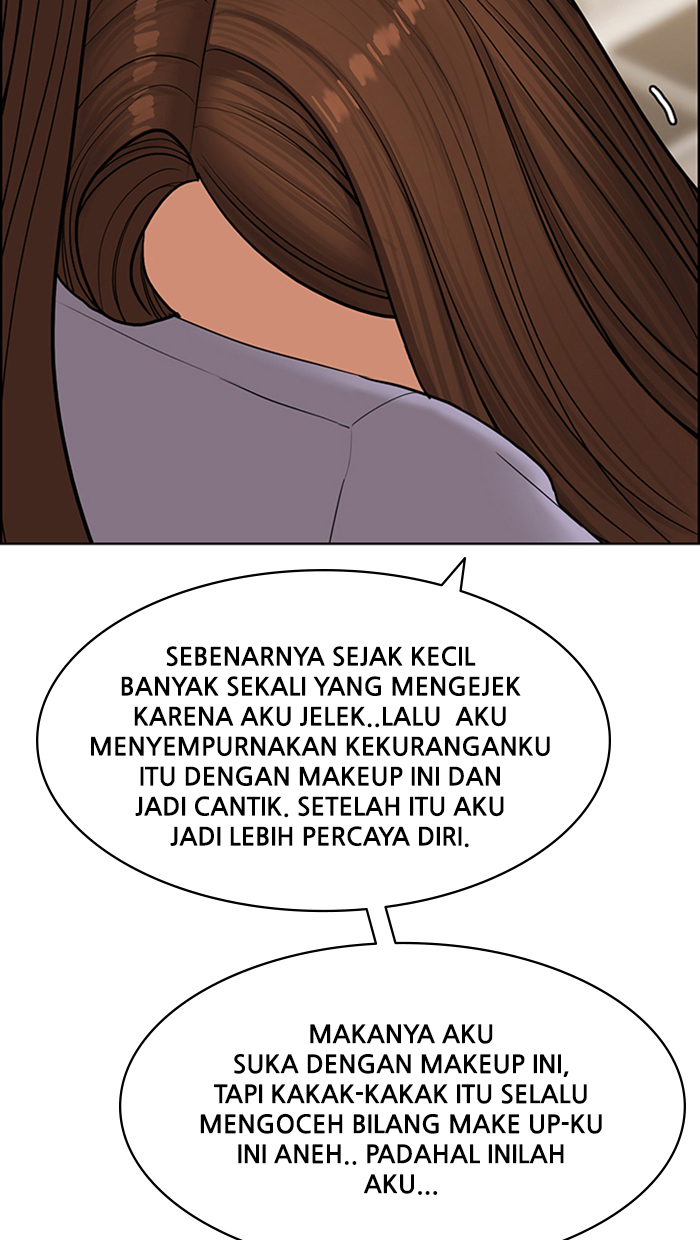 SEBENARNYA SEJAK KECIL
BANYAK SEKALI YANG MENGEJEK
KARENA AKU JELEK..LALU AKU
MENYEMPURNAKAN KEKURANGANKU
ITU DENGAN MAKEUP INI DAN
JADI CANTIK. SETELAH ITU AKU
JADI LEBIH PERCAYA DIRI.
MAKANYA AKU
SUKA DENGAN MAKEUP INI,
TAPI KAKAK-KAKAK ITU SELALU
MENGOCEH BILANG MAKE UP-KU
INI ANEH.. PADAHAL INILAH
AKU...